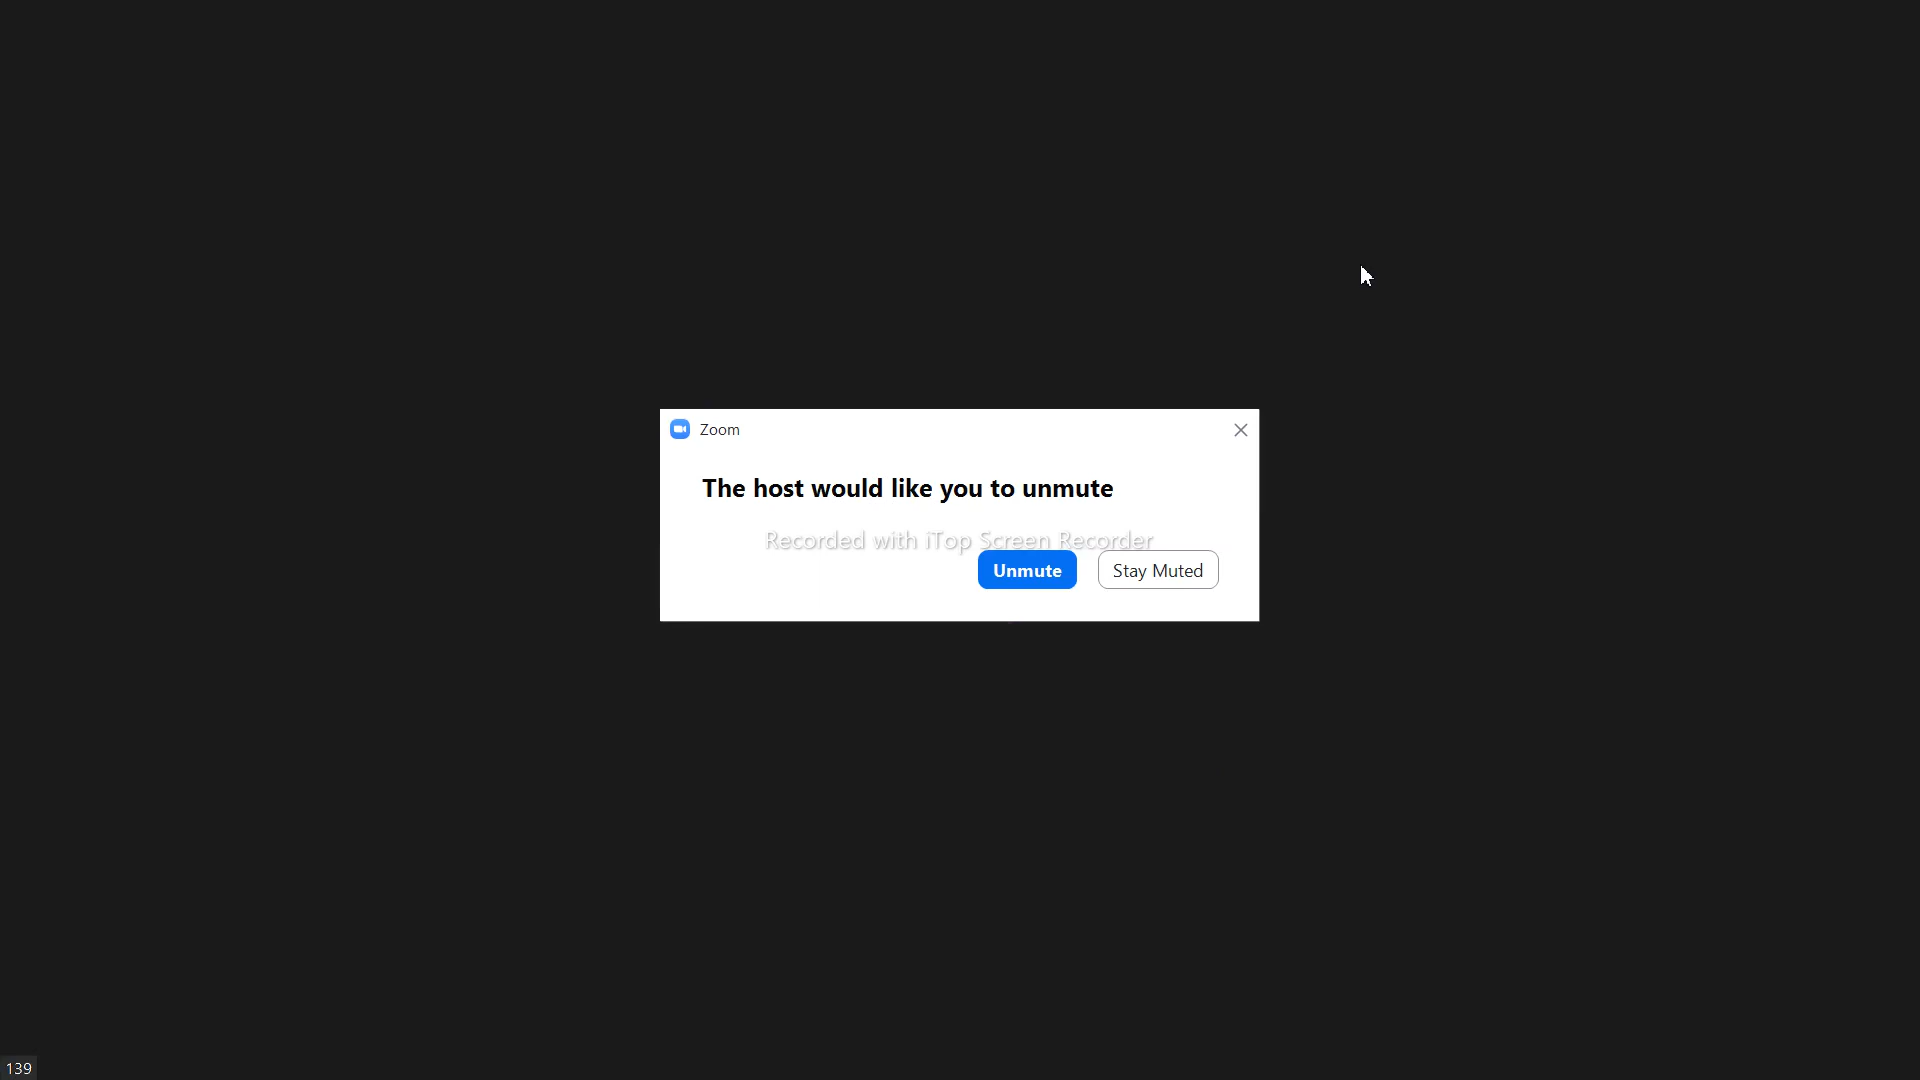 Zoom
The host would like you to unmute
Recorded with iTop Screen Recorder
Unmute
Stay Muted
139